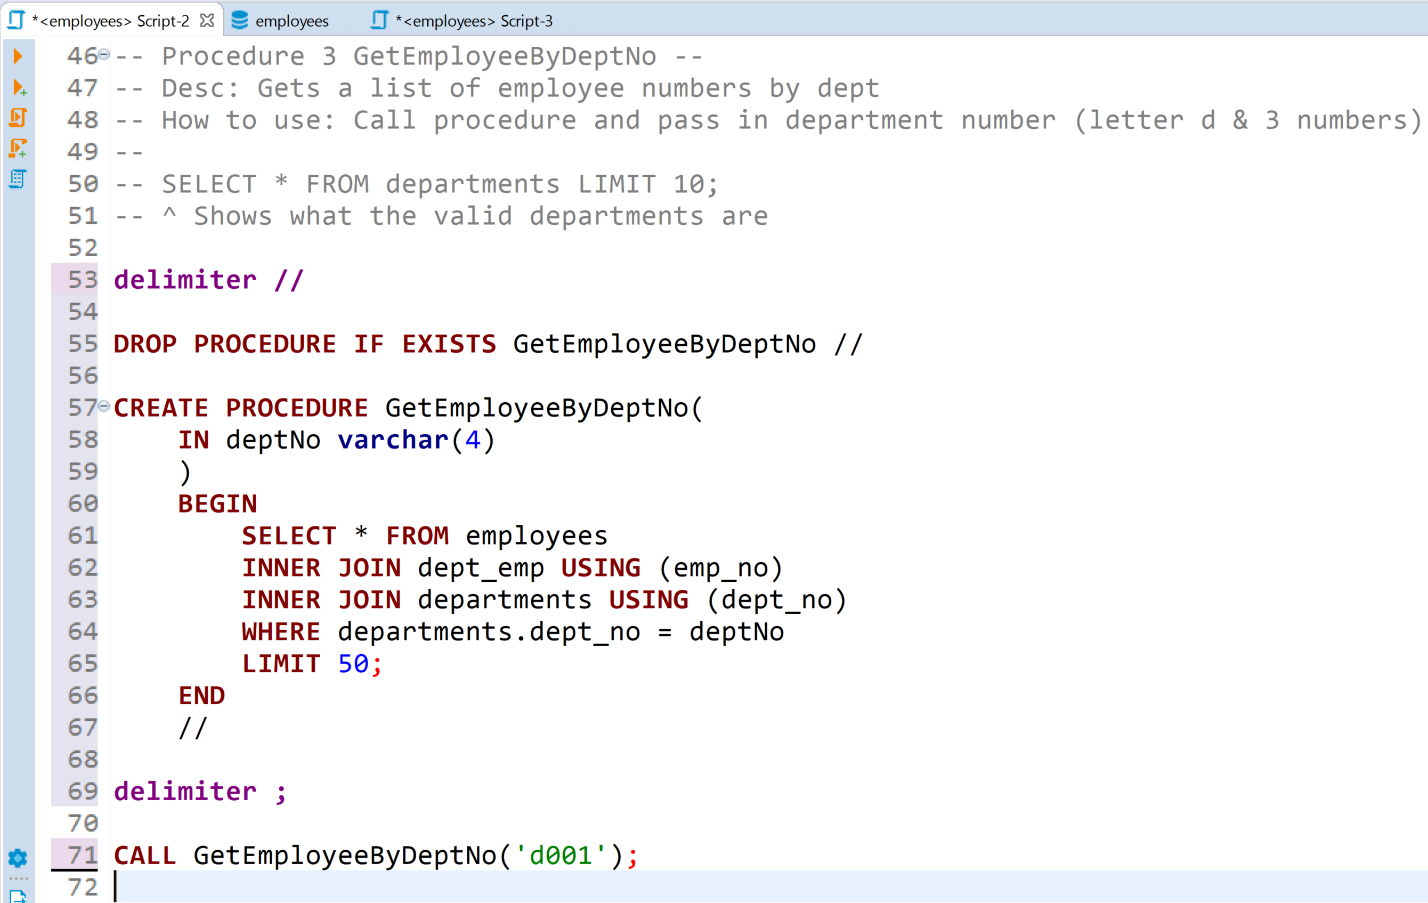 *<employees> Script-2 employees *<employees> Script-3
46 -- Procedure 3 GetEmployeeByDeptNo --
47 -- Desc: Gets a list of employee numbers by dept
48 -- How to use: Call procedure and pass in department number (letter d & 3 numbers)
49 --
50 -- SELECT * FROM departments LIMIT 10;
51 -- ^ Shows what the valid departments are
52
53 delimiter //
54
55 DROP PROCEDURE IF EXISTS GetEmployeeByDeptNo //
56
57 CREATE PROCEDURE GetEmployeeByDeptNo(
58 IN deptNo varchar(4)
59 )
60 BEGIN
61 SELECT * FROM employees
62 INNER JOIN dept_emp USING (emp_no)
63 INNER JOIN departments USING (dept_no)
64 WHERE departments.dept_no = deptNo
65 LIMIT 50;
66 END
67 //
68
69 delimiter ;
70
71 CALL GetEmployeeByDeptNo('d001');
72